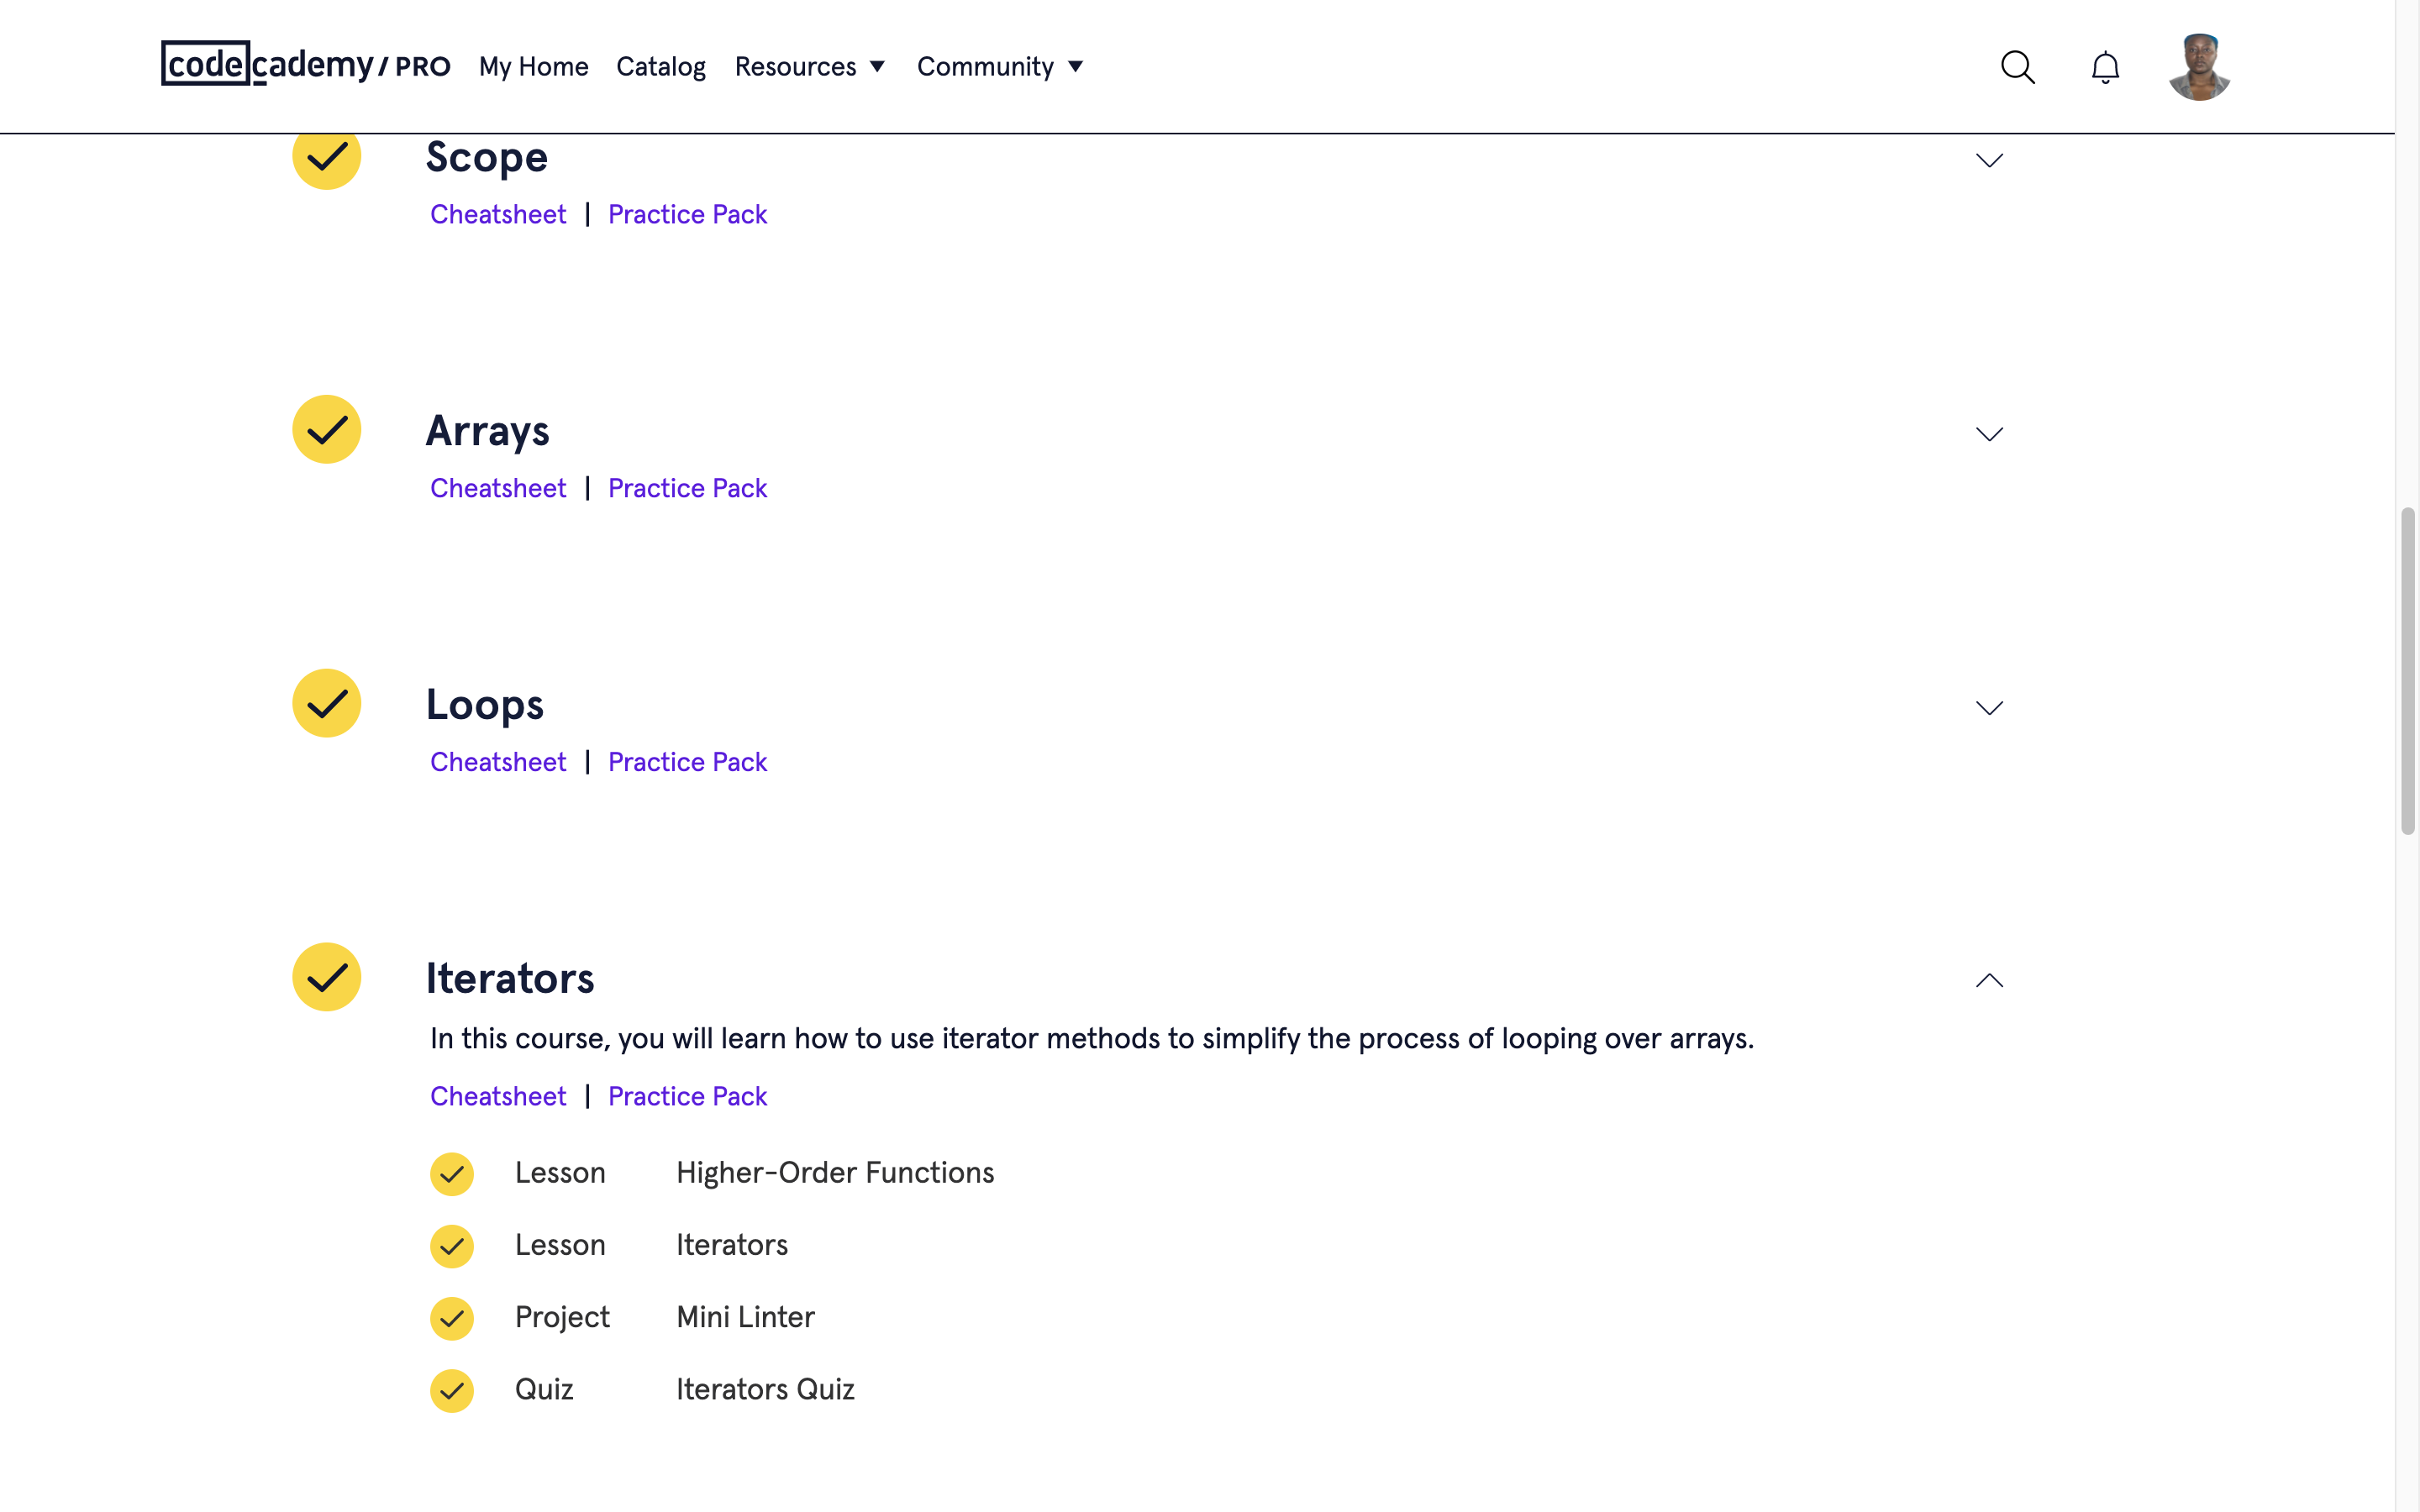 codecademy / PRO My Home Catalog Resources Community
Scope
Cheatsheet | Practice Pack
Arrays
Cheatsheet | Practice Pack
Loops
Cheatsheet | Practice Pack
Iterators
In this course, you will learn how to use iterator methods to simplify the process of looping over arrays.
Cheatsheet | Practice Pack
Lesson Higher-Order Functions
Lesson Iterators
Project Mini Linter
Quiz Iterators Quiz